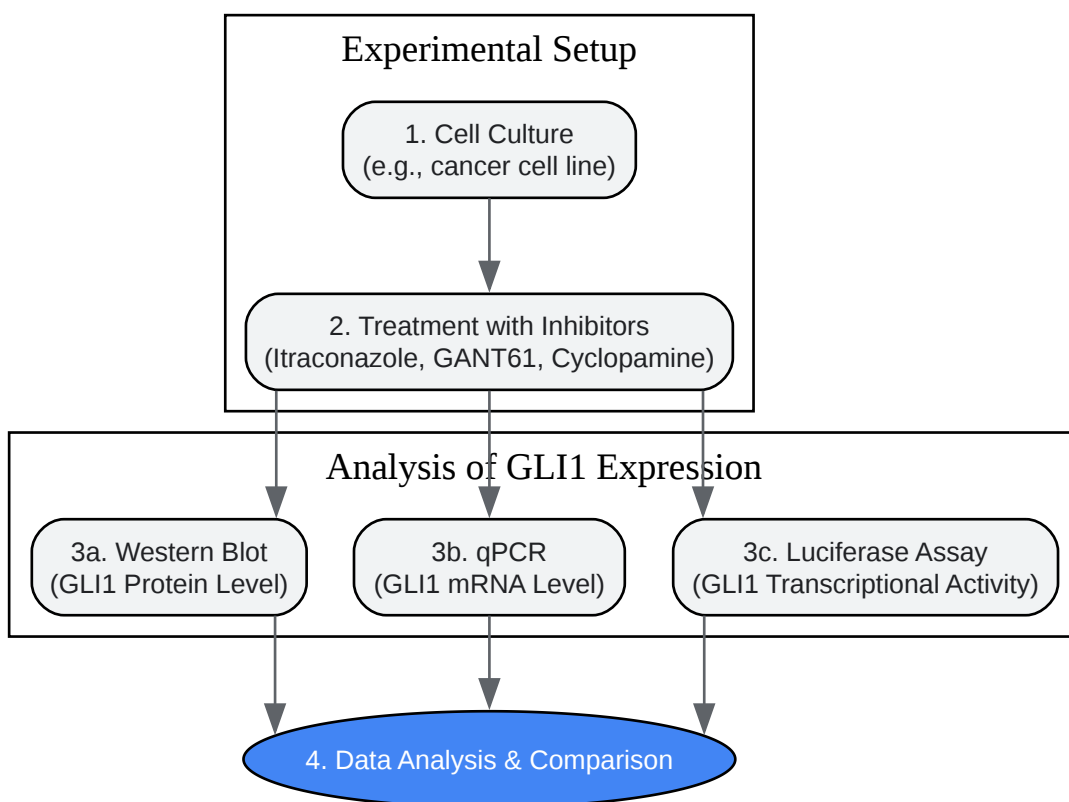 Experimental Setup
1. Cell Culture
(e.g., cancer cell line)
2. Treatment with Inhibitors
(Itraconazole, GANT61, Cyclopamine)
Analysis of GLI1 Expression
3a. Western Blot
(GLI1 Protein Level)
3b. qPCR
(GLI1 mRNA Level)
3c. Luciferase Assay
(GLI1 Transcriptional Activity)
4. Data Analysis & Comparison